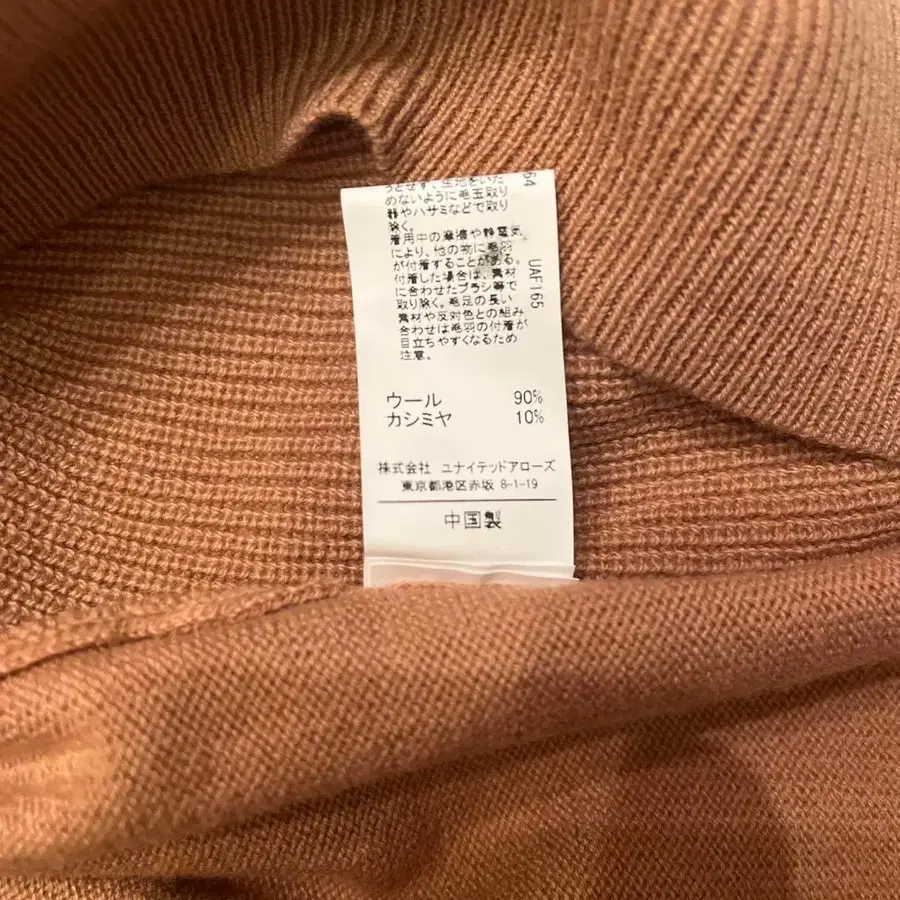 うとせず、生地をいた
めないように毛玉取り
器やハサミなどで取り
除く。
着用中の摩擦や静電気
により、他の物に毛羽
が付着することがある。
付着した場合は、素材
に合わせたブラシ等で
取り除く。毛足の長い
素材や反対色との組み
合わせは毛羽の付着が
目立ちやすくなるため
注意。
ウール 90%
カシミヤ 10%
株式会社 ユナイテッドアローズ
東京都港区赤坂 8-1-19
中国製
64
UAF165